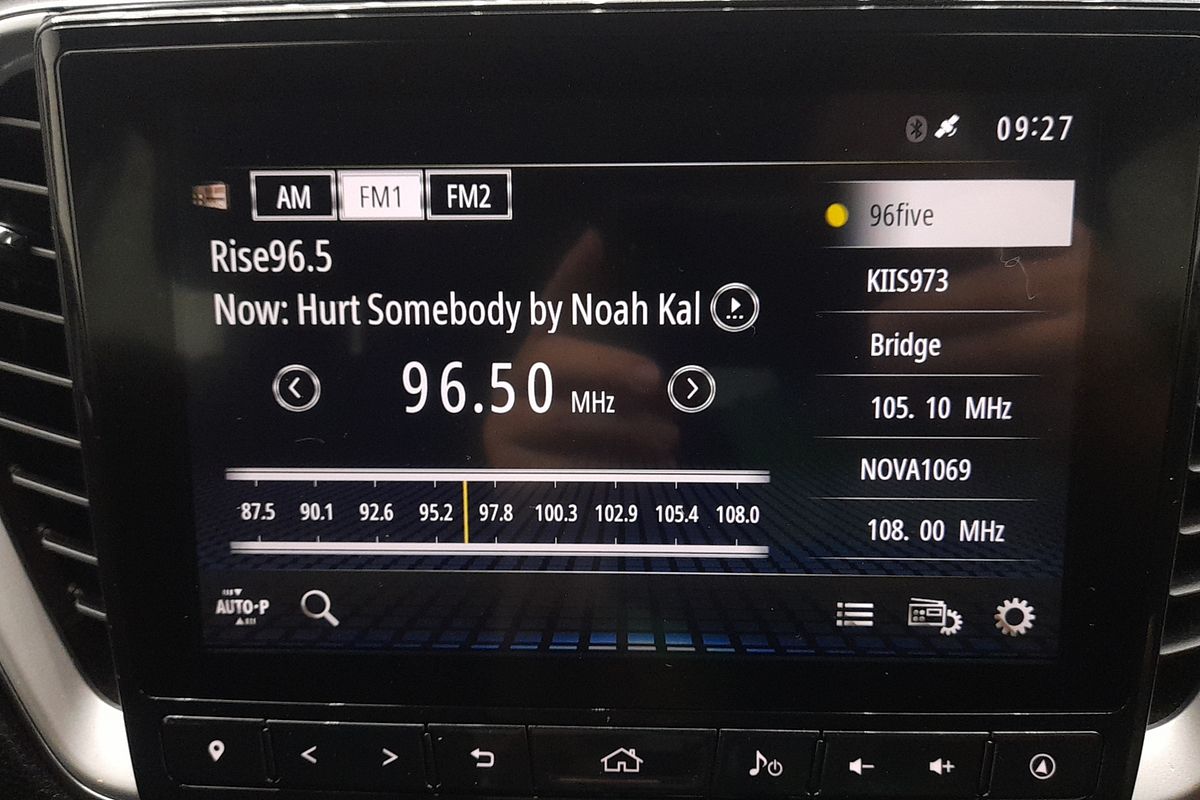 09:27
AM FM1 FM2
Rise96.5
Now: Hurt Somebody by Noah Kal
96.50 MHz
87.5 90.1 92.6 95.2 97.8 100.3 102.9 105.4 108.0
AUTO-P
96five
KIIS973
Bridge
105. 10 MHz
NOVA1069
108. 00 MHz